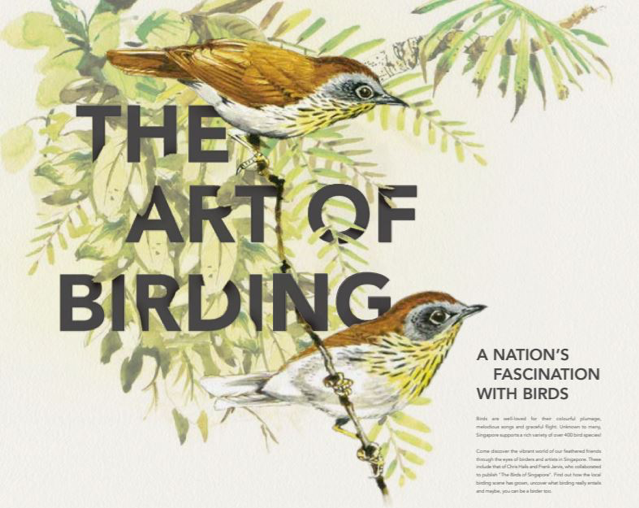 THE
ART OF
BIRDING
A NATION'S
FASCINATION
WITH BIRDS
Birds are well-loved for their colourful plumage,
melodious songs and graceful flight. Unknown to many,
Singapore supports a rich variety of over 400 bird species!
Come discover the vibrant world of our feathered friends
through the eyes of birders and artists in Singapore. These
include that of Chris Hails and Frank Jarvis, who collaborated
to publish "The Birds of Singapore". Find out how the local
birding scene has grown, uncover what birding really entails
and maybe, you can be a birder too.